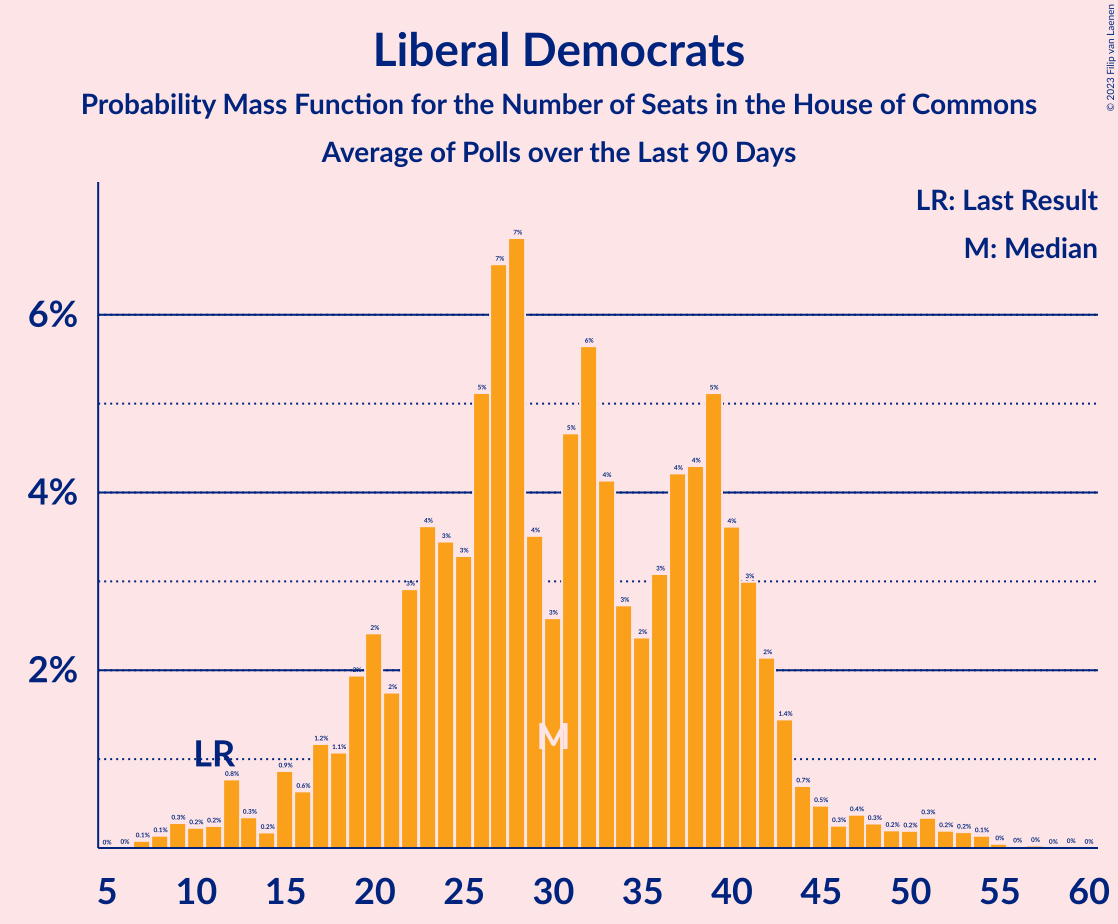 Liberal Democrats
Probability Mass Function for the Number of Seats in the House of Commons
Average of Polls over the Last 90 Days
© 2023 Filip van Laenen
LR: Last Result
M: Median
6%
4%
2%
0% 0% 0.1% 0.1% 0.3% 0.2% 0.2% 0.8% 0.3% 0.2% 0.9% 0.6% 1.2% 1.1% 2% 2% 2% 3% 4% 3% 3% 5% 7% 7% 4% 3% 5% 6% 4% 3% 2% 3% 4% 4% 5% 4% 3% 2% 1.4% 0.7% 0.5% 0.3% 0.4% 0.3% 0.2% 0.2% 0.3% 0.2% 0.2% 0.1% 0% 0% 0% 0% 0% 0%
LR
M
5 10 15 20 25 30 35 40 45 50 55 60